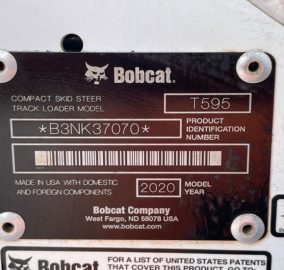 Bobcat.
COMPACT SKID STEER
TRACK LOADER MODEL
T595
*B3NK37070*
PRODUCT
IDENTIFICATION
NUMBER
MADE IN USA WITH DOMESTIC
AND FOREIGN COMPONENTS
2020
MODEL
YEAR
Bobcat Company
West Fargo, ND 58078 USA
www.bobcat.com
Bobcat
FOR A LIST OF UNITED STATES PATENTS
THAT COVER THIS PRODUCT, GO TO